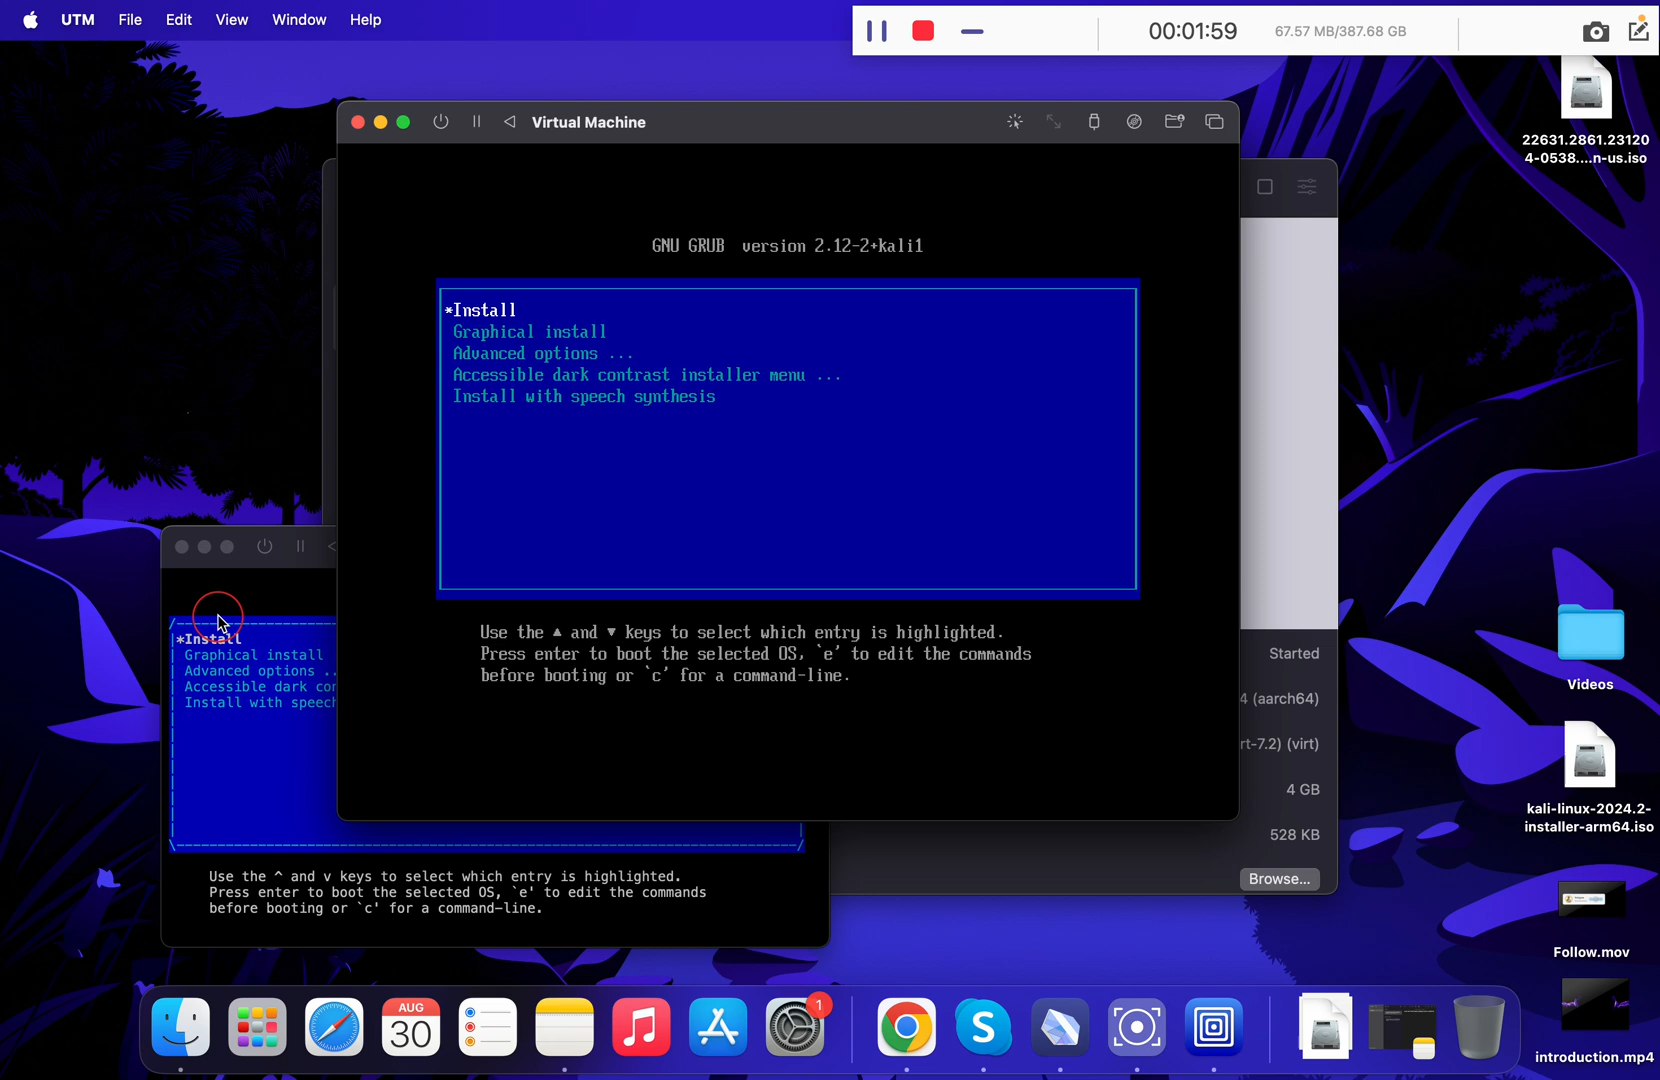 UTM File Edit View Window Help
00:01:59
67.57 MB/387.68 GB
22631.2861.23120
4-0538....n-us.iso
Virtual Machine
GNU GRUB version 2.12-2+kali1
*Install
Graphical install
Advanced options ...
Accessible dark contrast installer menu ...
Install with speech synthesis
Use the ▲ and ▼ keys to select which entry is highlighted.
Press enter to boot the selected OS, `e' to edit the commands
before booting or `c' for a command-line.
*Install
Graphical install
Advanced options ..
Accessible dark con
Install with speech
Use the ^ and v keys to select which entry is highlighted.
Press enter to boot the selected OS, `e' to edit the commands
before booting or `c' for a command-line.
Started
4 (aarch64)
rt-7.2) (virt)
4 GB
528 KB
Browse...
Videos
kali-linux-2024.2-
installer-arm64.iso
Follow.mov
introduction.mp4
AUG
30
1
S